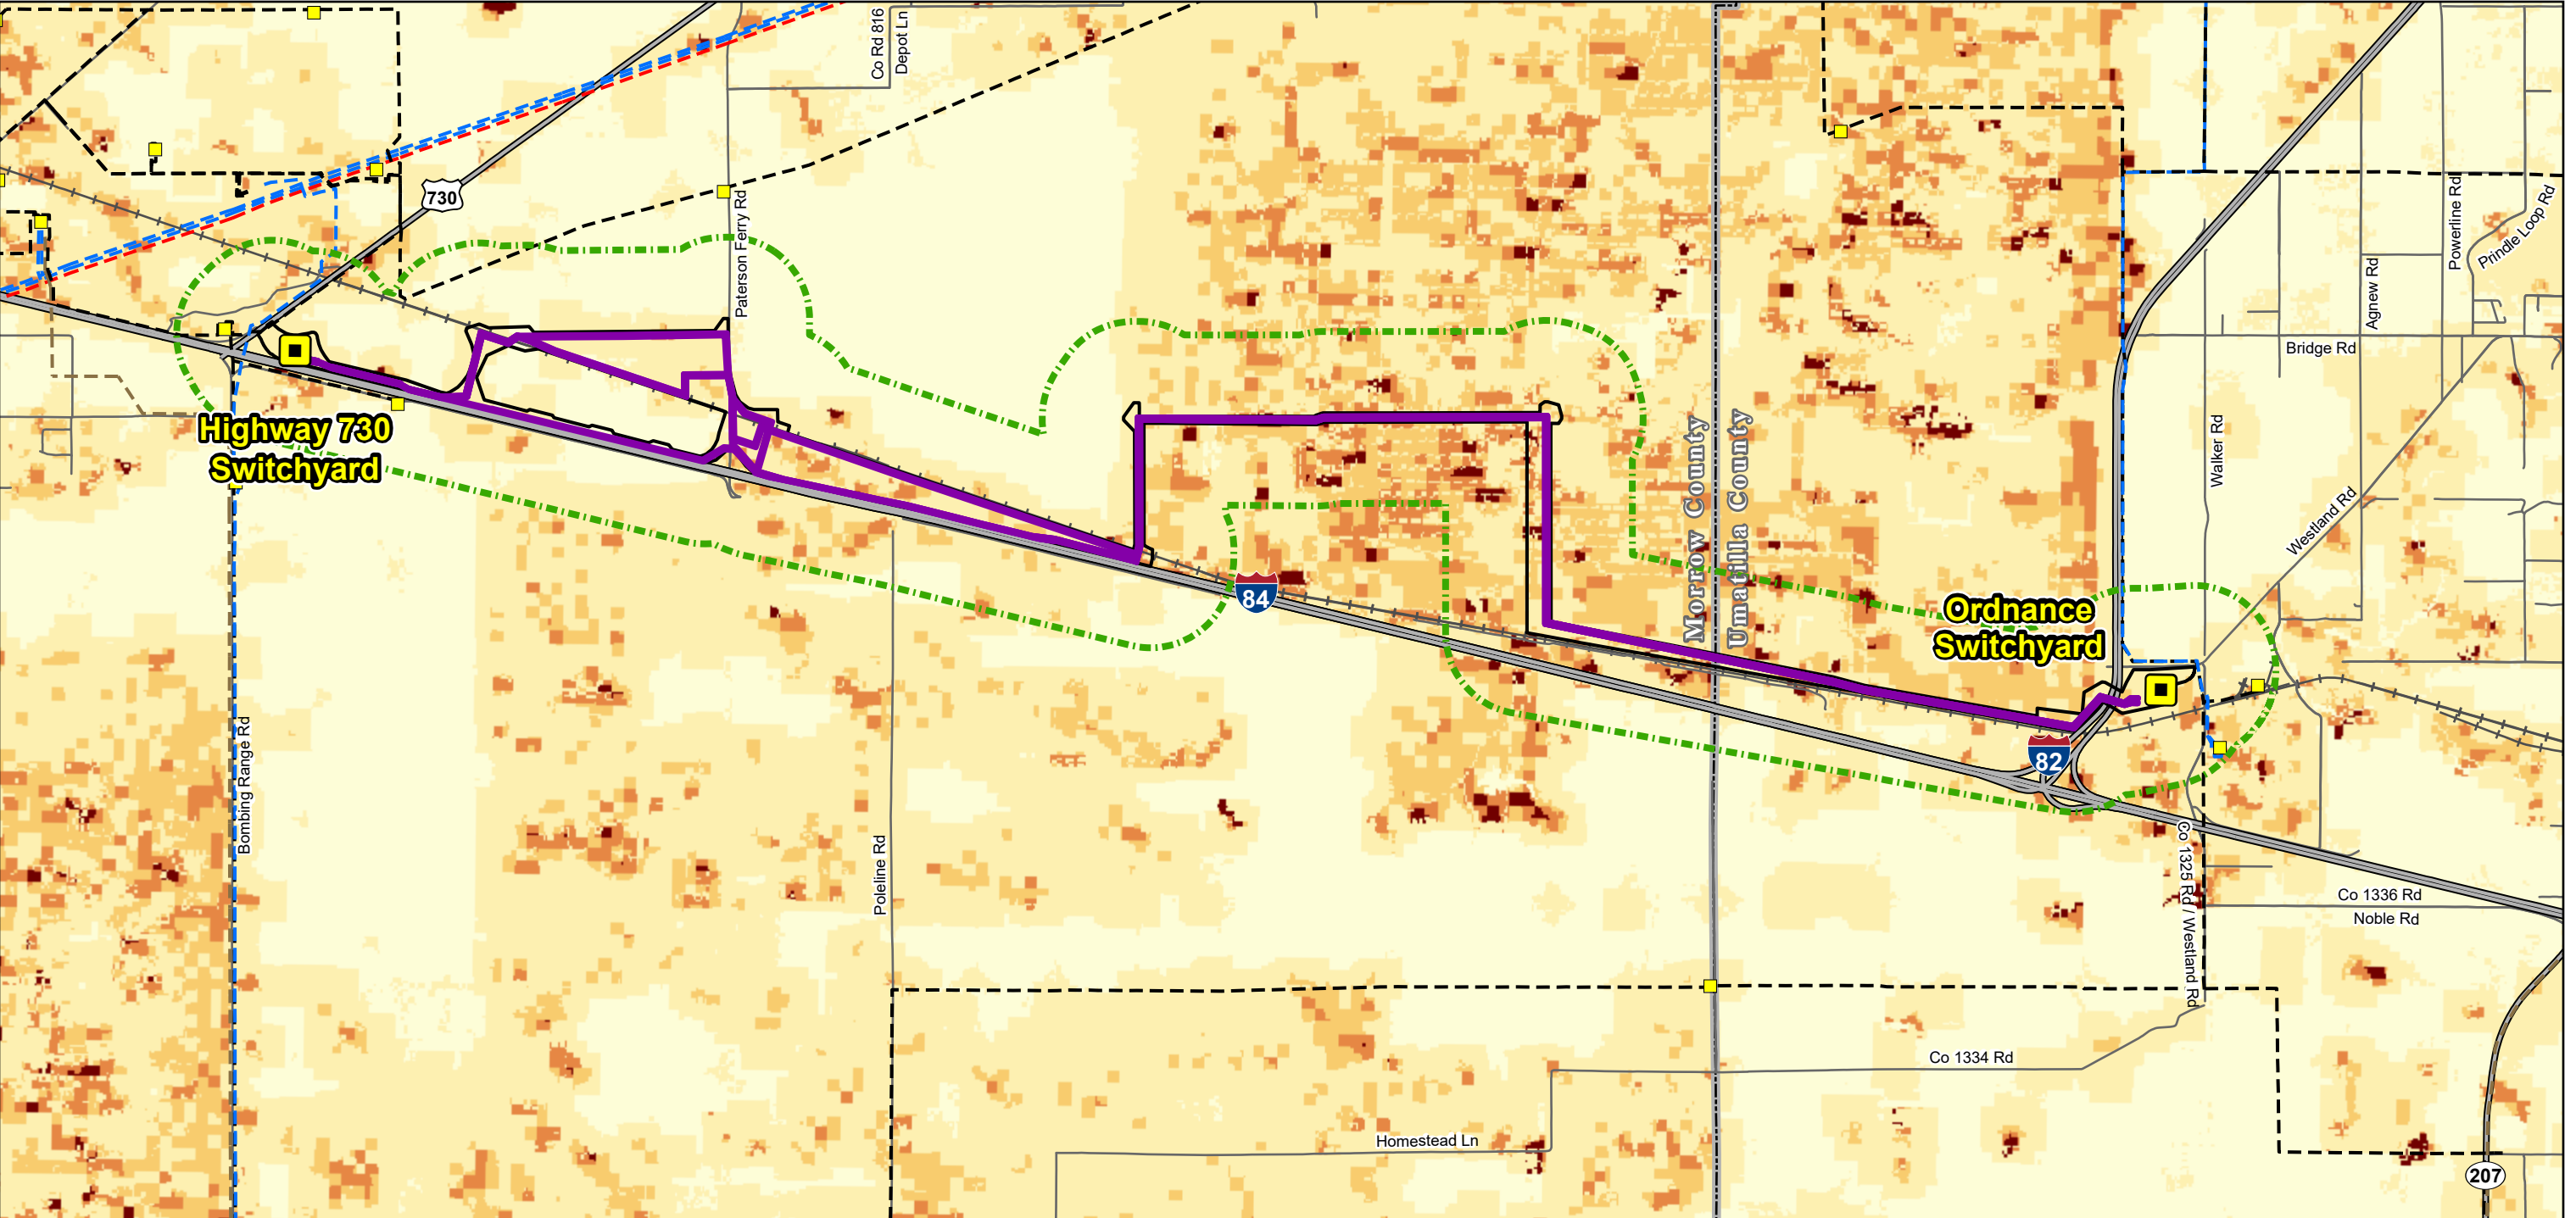 Co Rd 816
Depot Ln
730
Paterson Ferry Rd
Powerline Rd
Prindle Loop Rd
Agnew Rd
Bridge Rd
Highway 730
Switchyard
Walker Rd
Westland Rd
Morrow County
Umatilla County
84
Ordnance
Switchyard
82
Bombing Range Rd
Poleline Rd
Co 1325 Rd / Westland Rd
Co 1336 Rd
Noble Rd
Co 1334 Rd
Homestead Ln
207